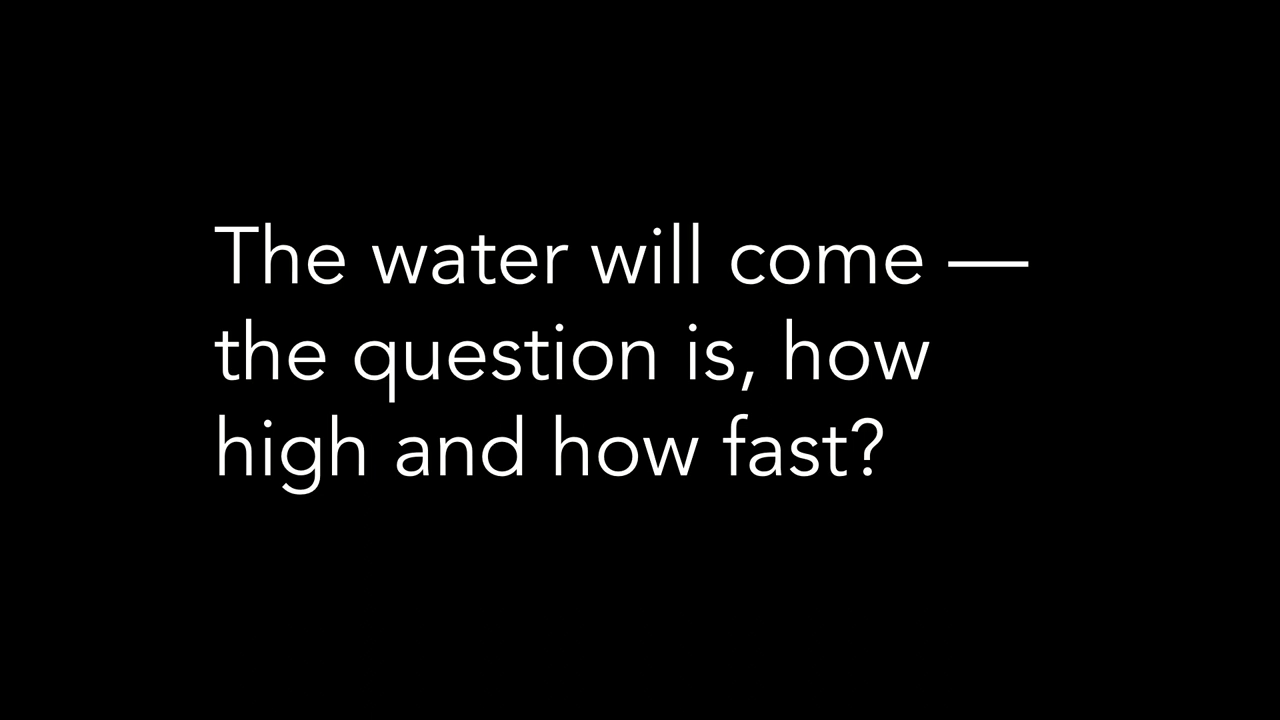 The water will come —
the question is, how
high and how fast?